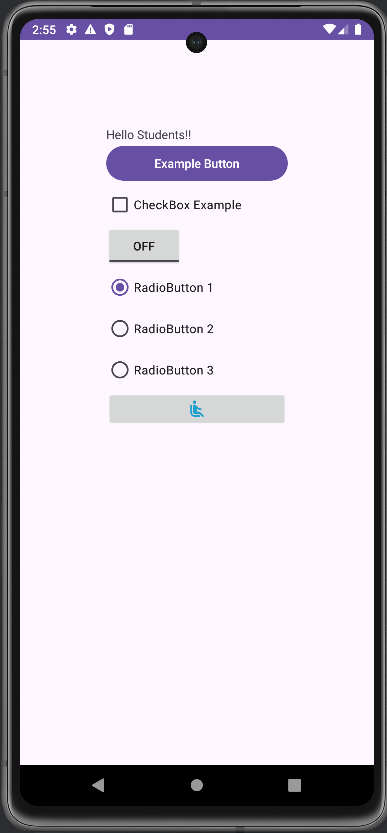 2:55
Hello Students!!
Example Button
CheckBox Example
OFF
RadioButton 1
RadioButton 2
RadioButton 3